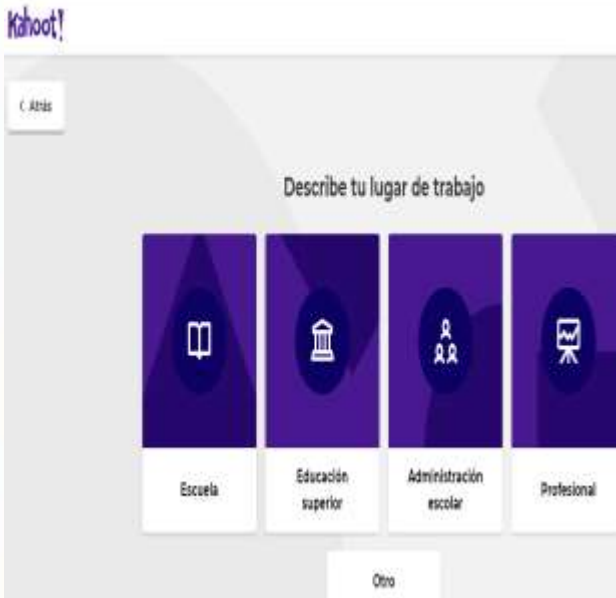 Kahoot!
Atrás
Describe tu lugar de trabajo
Escuela
Educación
superior
Administración
escolar
Profesional
Otro